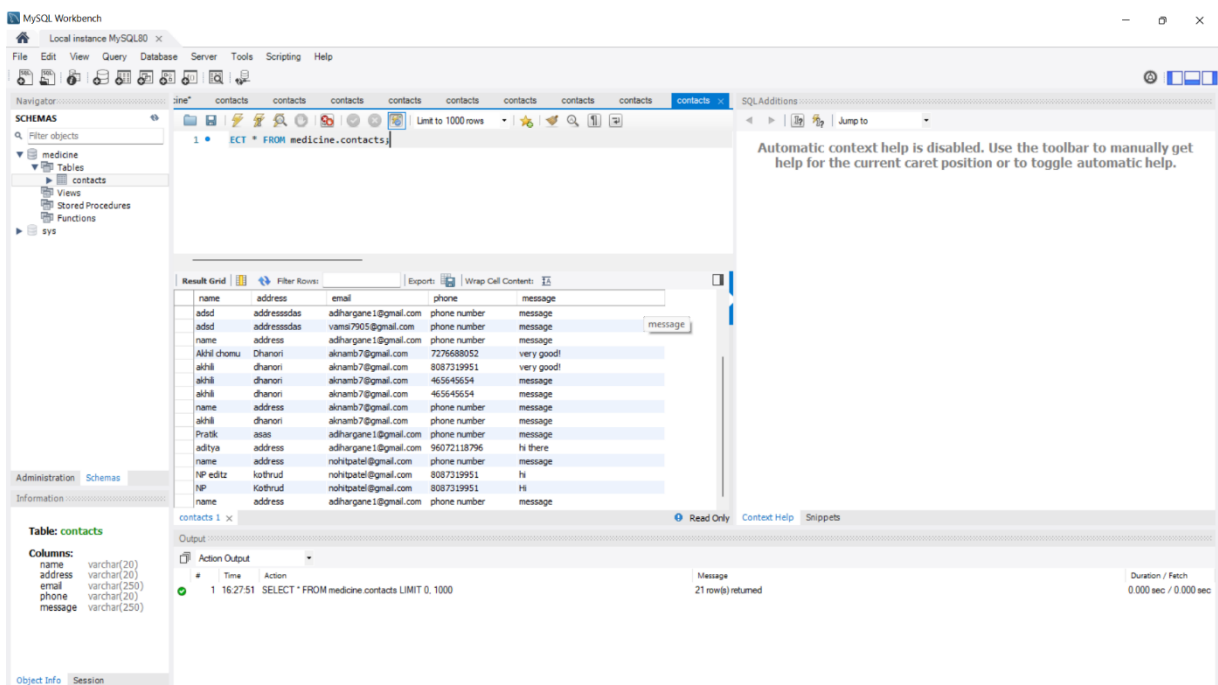 MySQL Workbench
Local instance MySQL80
File Edit View Query Database Server Tools Scripting Help
Navigator
SCHEMAS
Filter objects
medicine
Tables
contacts
Views
Stored Procedures
Functions
sys
Administration Schemas
Information
Table: contacts
Columns:
name varchar(20)
address varchar(20)
email varchar(250)
phone varchar(20)
message varchar(250)
Object Info Session
cine* contacts contacts contacts contacts contacts contacts contacts contacts contacts
Limit to 1000 rows
1 ECT * FROM medicine.contacts;
Result Grid Filter Rows: Export: Wrap Cell Content:
name address email phone message
adsd addresssdas adihargane1@gmail.com phone number message
adsd addresssdas vamsi7905@gmail.com phone number message
name address adihargane1@gmail.com phone number message
Akhil chomu Dhanori aknamb7@gmail.com 7276688052 very good!
akhili dhanori aknamb7@gmail.com 8087319951 very good!
akhili dhanori aknamb7@gmail.com 465645654 message
akhili dhanori aknamb7@gmail.com 465645654 message
name address aknamb7@gmail.com phone number message
akhili dhanori aknamb7@gmail.com phone number message
Pratik asas adihargane1@gmail.com phone number message
aditya address adihargane1@gmail.com 96072118796 hi there
name address nohitpatel@gmail.com phone number message
NP editz kothrud nohitpatel@gmail.com 8087319951 hi
NP Kothrud nohitpatel@gmail.com 8087319951 Hi
name address adihargane1@gmail.com phone number message
message
contacts 1 Read Only
Output
Action Output
# Time Action Message Duration / Fetch
1 16:27:51 SELECT * FROM medicine.contacts LIMIT 0, 1000 21 row(s) returned 0.000 sec / 0.000 sec
SQLAdditions
Jump to
Automatic context help is disabled. Use the toolbar to manually get
help for the current caret position or to toggle automatic help.
Context Help Snippets